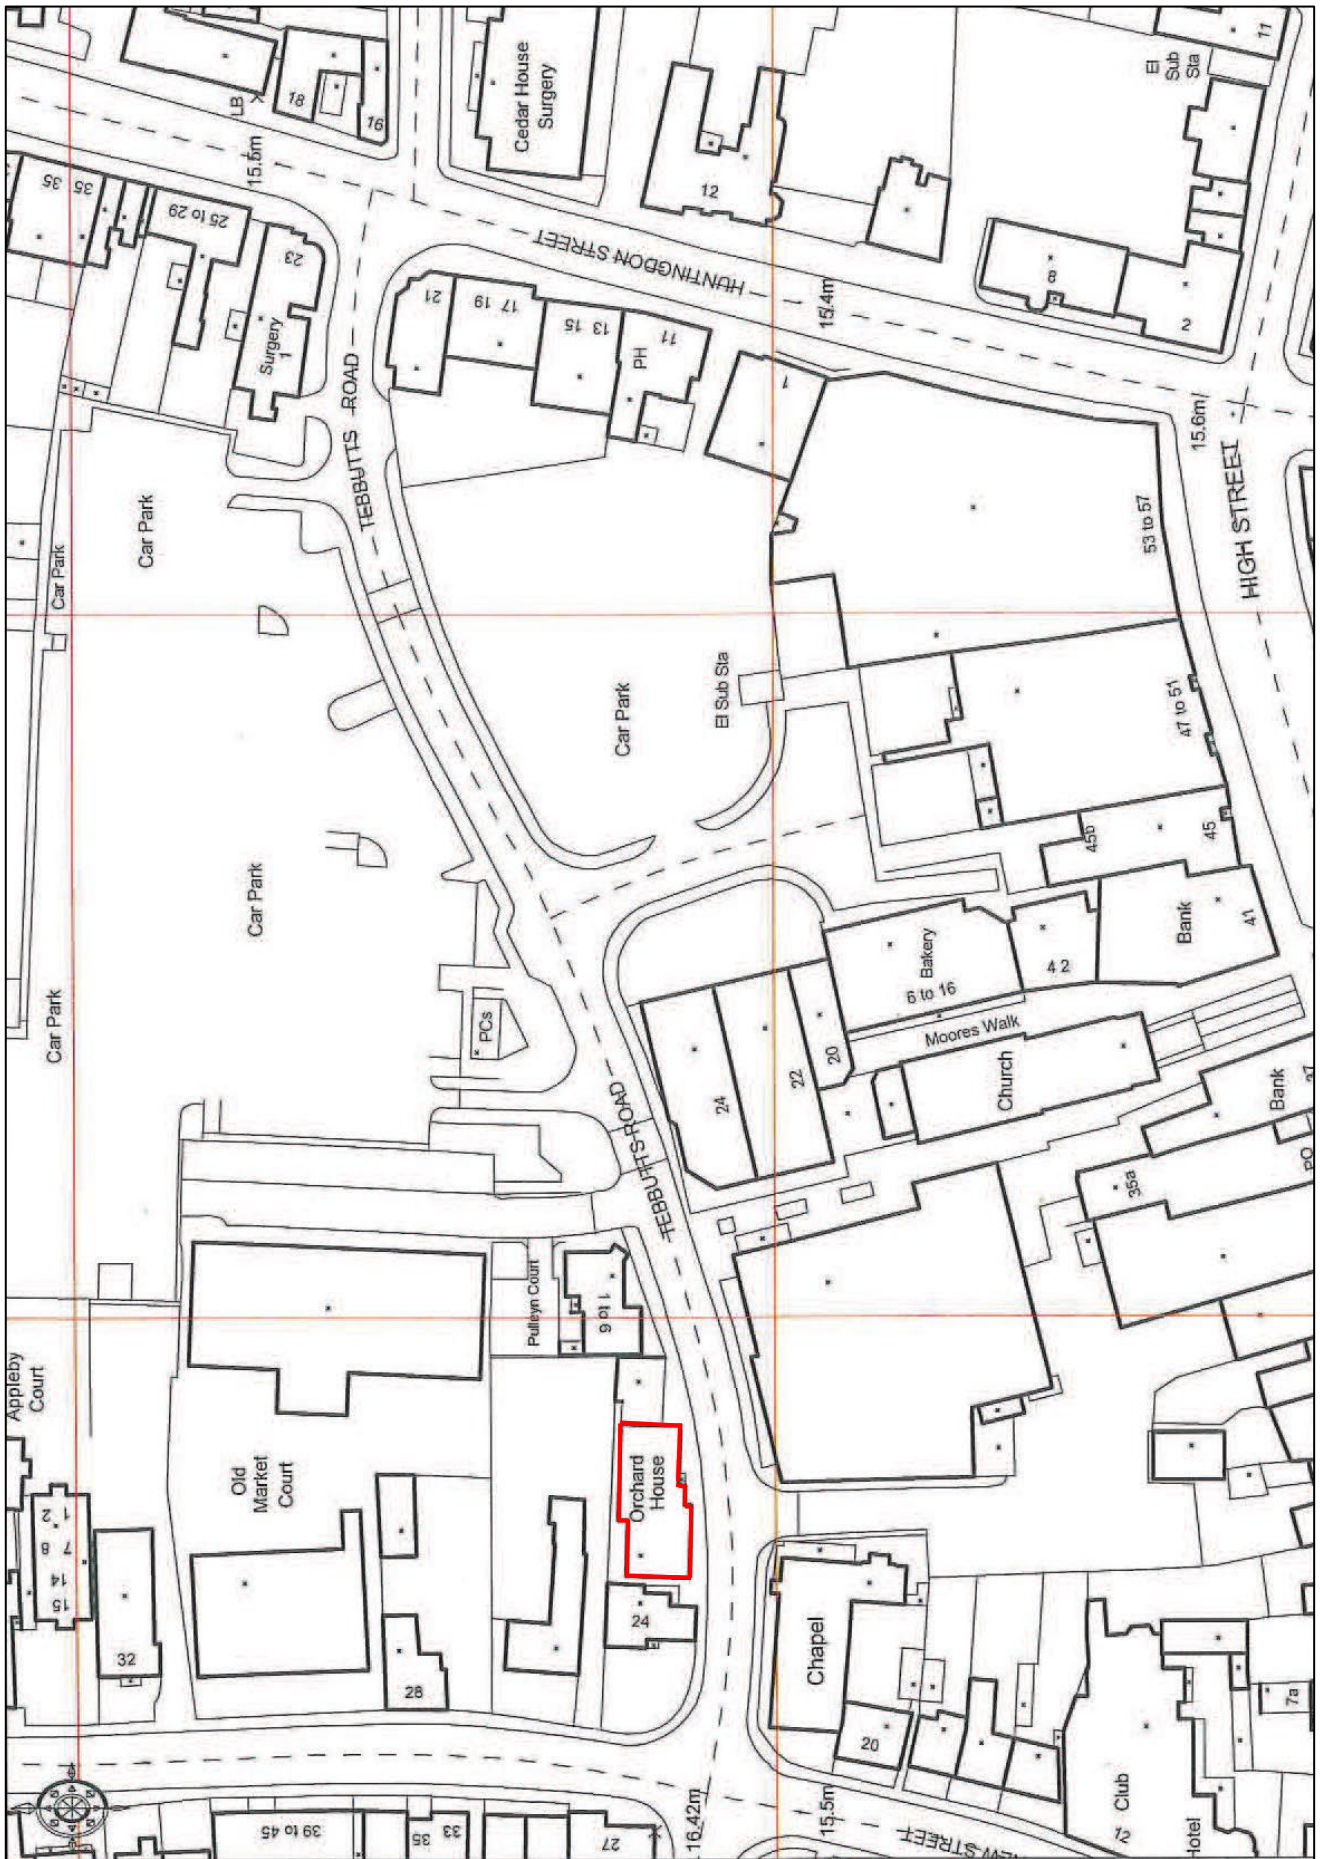 11
El
Sub
Sta
LB
18
16
15.5m
Cedar House
Surgery
12
35
35
25 to 29
23
Surgery
1
HUNTINGDON STREET
21
17 19
13 15
PH
11
1
15.4m
8
2
15.6m
TEBBUTTS ROAD
Car Park
Car Park
HIGH STREET
53 to 57
Car Park
El Sub Sta
47 to 51
45b
45
Car Park
Bakery
6 to 16
4 2
Bank
41
Car Park
PCs
24
22
20
Moores Walk
Church
Bank
37
TEBBUTTS ROAD
35a
PO
Pulleyn Court
1 to 6
Appleby
Court
Old
Market
Court
Orchard
House
1 2
7 8
14
15
32
28
24
Chapel
20
Club
12
Hotel
7a
39 to 45
35
33
27
16.42m
15.5m
NEW STREET